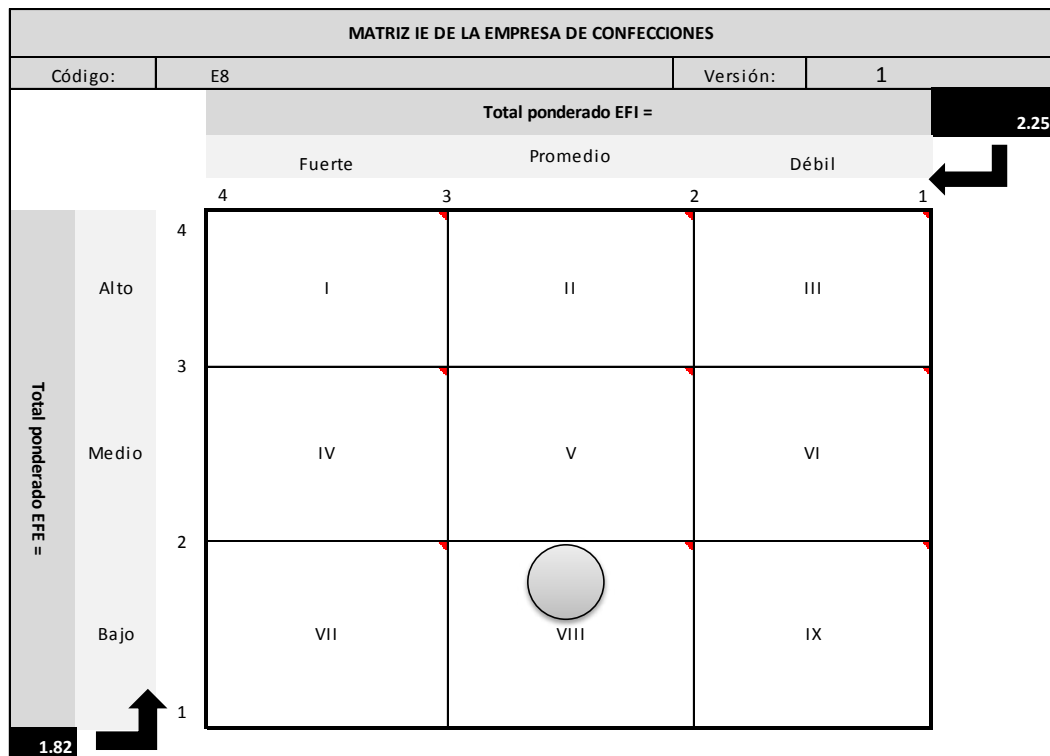 MATRIZ IE DE LA EMPRESA DE CONFECCIONES
Código: E8 Versión: 1
Total ponderado EFI =
2.25
Fuerte Promedio Débil
4 3 2 1
4
Alto I II III
3
Total ponderado EFE =
Medio IV V VI
2
Bajo VII VIII IX
1
1.82